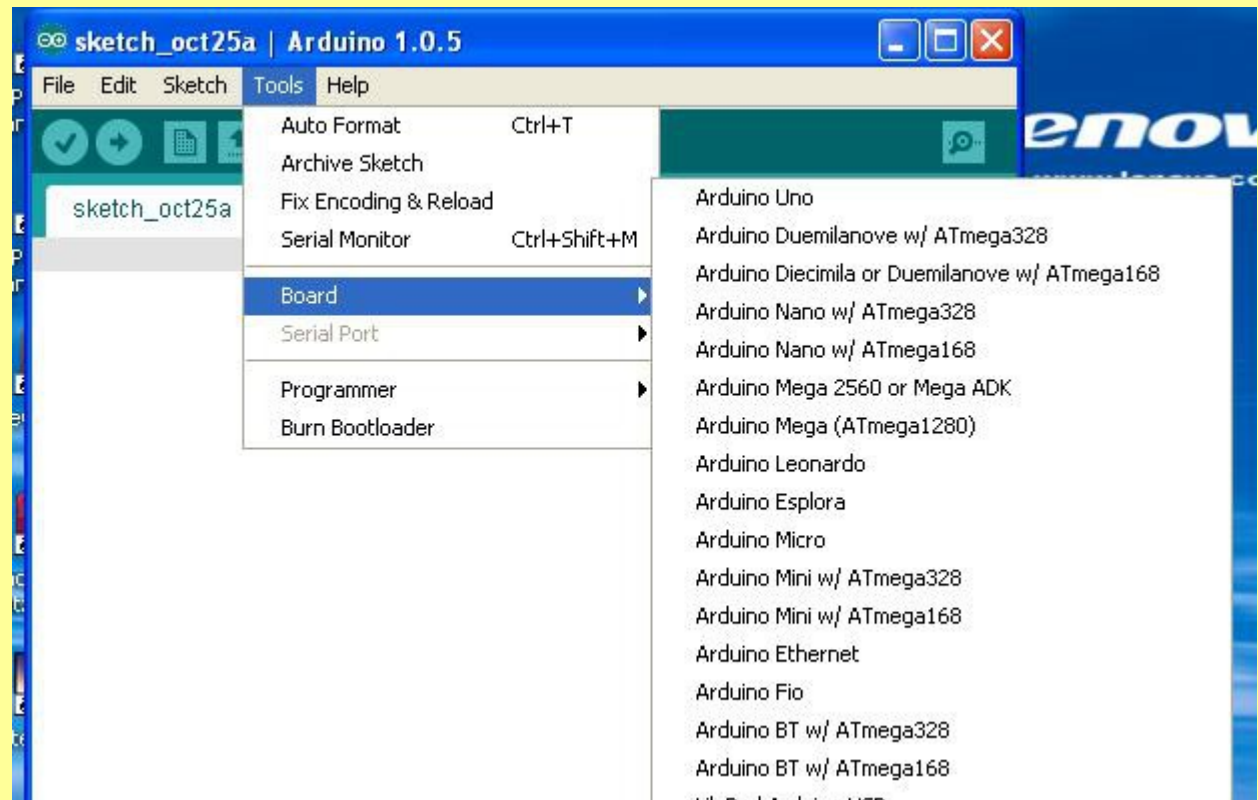 sketch_oct25a | Arduino 1.0.5
File Edit Sketch Tools Help
Auto Format Ctrl+T
Archive Sketch
Fix Encoding & Reload
Serial Monitor Ctrl+Shift+M
Board
Serial Port
Programmer
Burn Bootloader
sketch_oct25a
Arduino Uno
Arduino Duemilanove w/ ATmega328
Arduino Diecimila or Duemilanove w/ ATmega168
Arduino Nano w/ ATmega328
Arduino Nano w/ ATmega168
Arduino Mega 2560 or Mega ADK
Arduino Mega (ATmega1280)
Arduino Leonardo
Arduino Esplora
Arduino Micro
Arduino Mini w/ ATmega328
Arduino Mini w/ ATmega168
Arduino Ethernet
Arduino Fio
Arduino BT w/ ATmega328
Arduino BT w/ ATmega168
enov